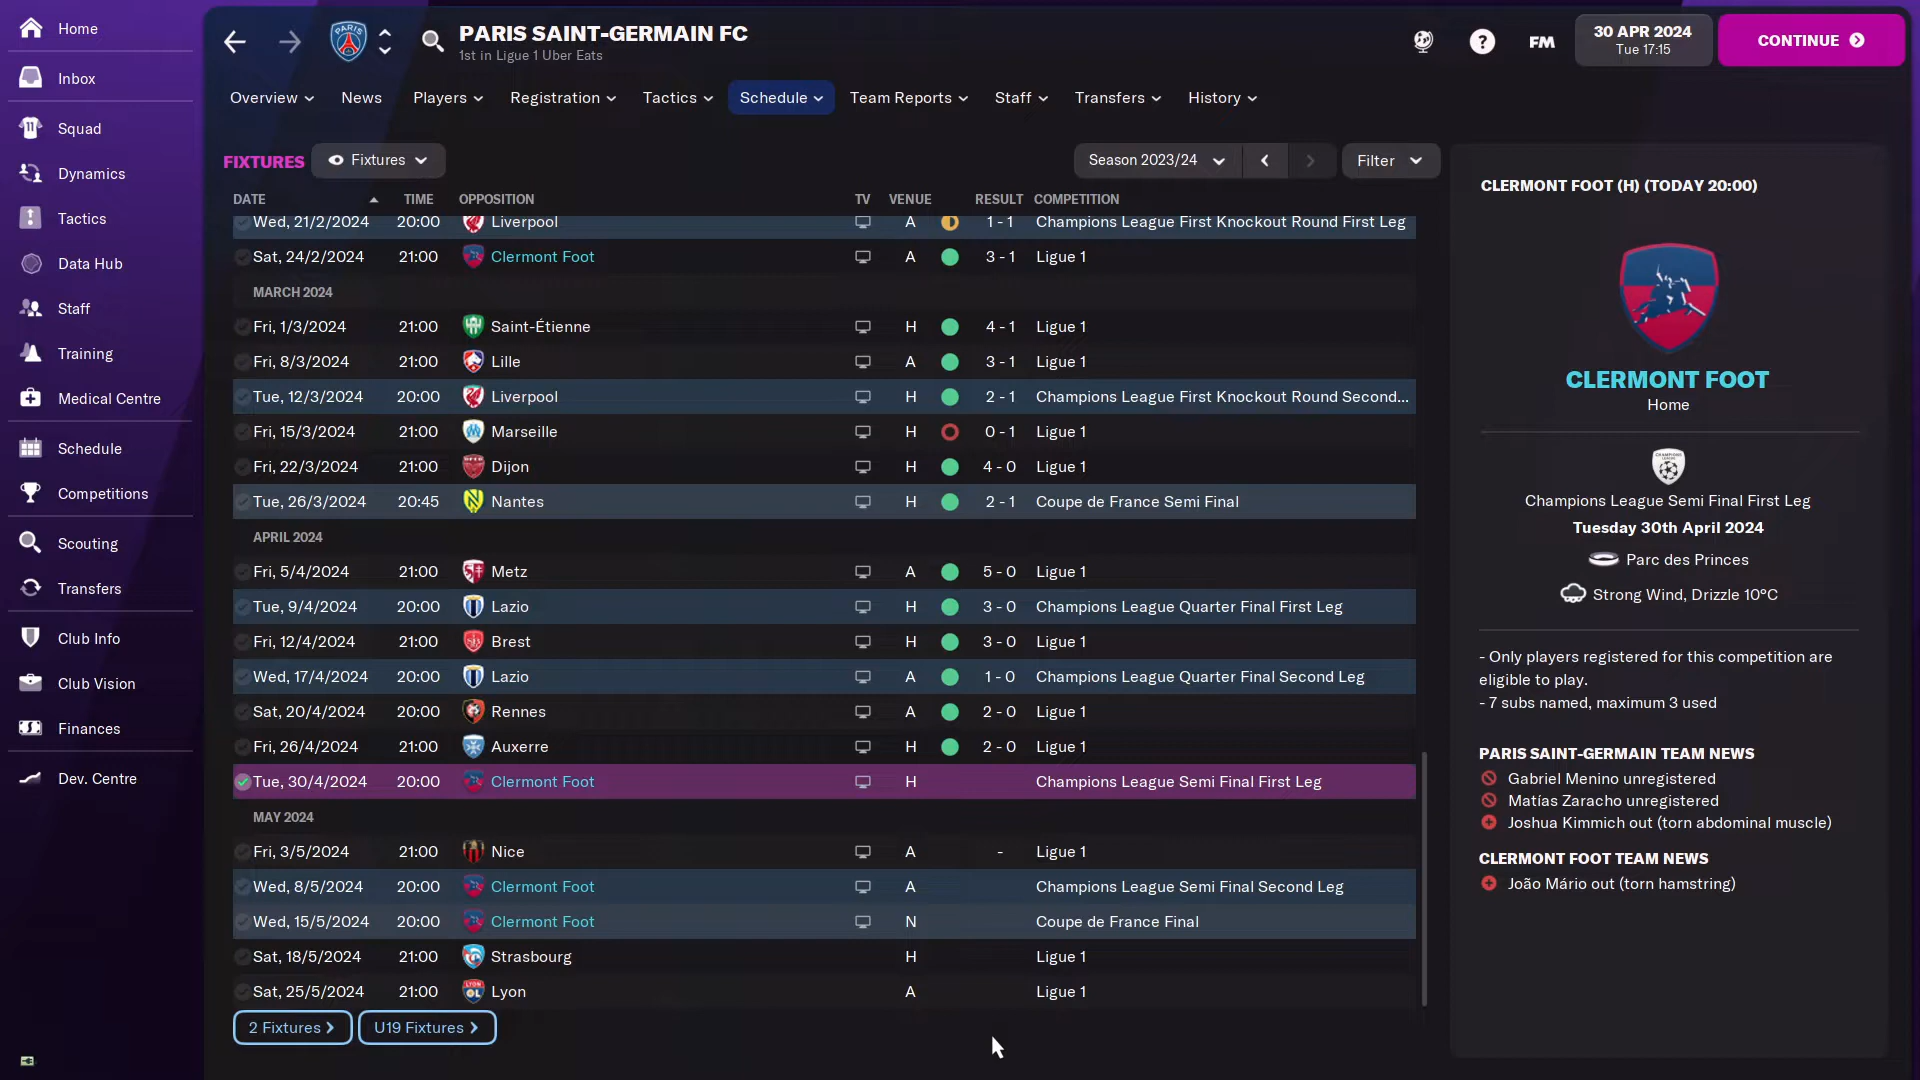 Home
Inbox
Squad
Dynamics
Tactics
Data Hub
Staff
Training
Medical Centre
Schedule
Competitions
Scouting
Transfers
Club Info
Club Vision
Finances
Dev. Centre
PARIS
PARIS SAINT-GERMAIN FC
1st in Ligue 1 Uber Eats
FM
30 APR 2024
Tue 17:15
CONTINUE
Overview News Players Registration Tactics Schedule Team Reports Staff Transfers History
FIXTURES Fixtures Season 2023/24 Filter
DATE TIME OPPOSITION TV VENUE RESULT COMPETITION
Wed, 21/2/2024 20:00 Liverpool A 1 - 1 Champions League First Knockout Round First Leg
Sat, 24/2/2024 21:00 Clermont Foot A 3 - 1 Ligue 1
MARCH 2024
Fri, 1/3/2024 21:00 Saint-Étienne H 4 - 1 Ligue 1
Fri, 8/3/2024 21:00 Lille A 3 - 1 Ligue 1
Tue, 12/3/2024 20:00 Liverpool H 2 - 1 Champions League First Knockout Round Second...
Fri, 15/3/2024 21:00 Marseille H 0 - 1 Ligue 1
Fri, 22/3/2024 21:00 Dijon H 4 - 0 Ligue 1
Tue, 26/3/2024 20:45 Nantes H 2 - 1 Coupe de France Semi Final
APRIL 2024
Fri, 5/4/2024 21:00 Metz A 5 - 0 Ligue 1
Tue, 9/4/2024 20:00 Lazio H 3 - 0 Champions League Quarter Final First Leg
Fri, 12/4/2024 21:00 Brest H 3 - 0 Ligue 1
Wed, 17/4/2024 20:00 Lazio A 1 - 0 Champions League Quarter Final Second Leg
Sat, 20/4/2024 20:00 Rennes A 2 - 0 Ligue 1
Fri, 26/4/2024 21:00 Auxerre H 2 - 0 Ligue 1
Tue, 30/4/2024 20:00 Clermont Foot H Champions League Semi Final First Leg
MAY 2024
Fri, 3/5/2024 21:00 Nice A - Ligue 1
Wed, 8/5/2024 20:00 Clermont Foot A Champions League Semi Final Second Leg
Wed, 15/5/2024 20:00 Clermont Foot N Coupe de France Final
Sat, 18/5/2024 21:00 Strasbourg H Ligue 1
Sat, 25/5/2024 21:00 Lyon A Ligue 1
2 Fixtures U19 Fixtures
CLERMONT FOOT (H) (TODAY 20:00)
CLERMONT FOOT
Home
Champions League Semi Final First Leg
Tuesday 30th April 2024
Parc des Princes
Strong Wind, Drizzle 10°C
- Only players registered for this competition are
eligible to play.
- 7 subs named, maximum 3 used
PARIS SAINT-GERMAIN TEAM NEWS
Gabriel Menino unregistered
Matías Zaracho unregistered
Joshua Kimmich out (torn abdominal muscle)
CLERMONT FOOT TEAM NEWS
João Mário out (torn hamstring)